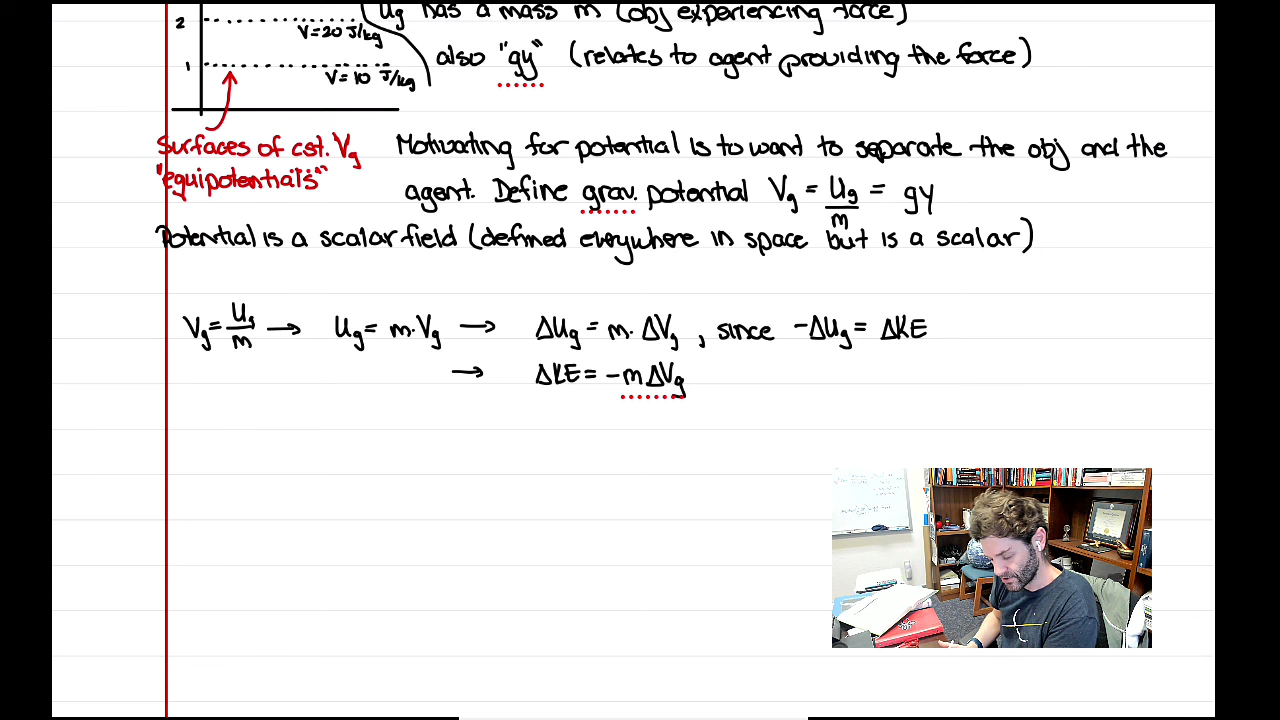 2
V=20 J/kg
Ug has a mass m (obj experiencing force)
1
V=10 J/kg
also "gy" (relates to agent providing the force)
Surfaces of cst. Vg
"equipotentials"
Motivating for potential is to want to separate the obj and the
agent. Define grav. potential Vg = Ug/m = gy
Potential is a scalar field (defined everywhere in space but is a scalar)
Vg = Ug/m → Ug = m·Vg → ΔUg = m·ΔVg , since -ΔUg = ΔKE
→ ΔKE = -mΔVg